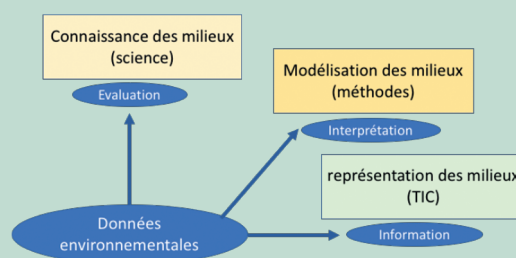 Connaissance des milieux
(science)
Evaluation
Modélisation des milieux
(méthodes)
Interprétation
représentation des milieux
(TIC)
Information
Données
environnementales